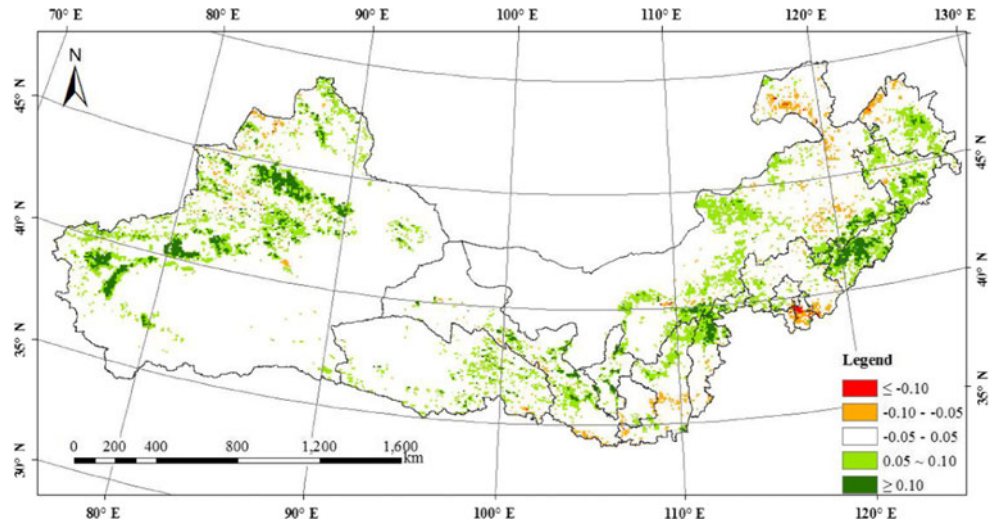 70° E 80° E 90° E 100° E 110° E 120° E 130° E
N
45° N
40° N
35° N
30° N
45° N
40° N
35° N
Legend
≤ -0.10
-0.10 - -0.05
-0.05 - 0.05
0.05 ~ 0.10
≥ 0.10
0 200 400 800 1,200 1,600
km
80° E 90° E 100° E 110° E 120° E